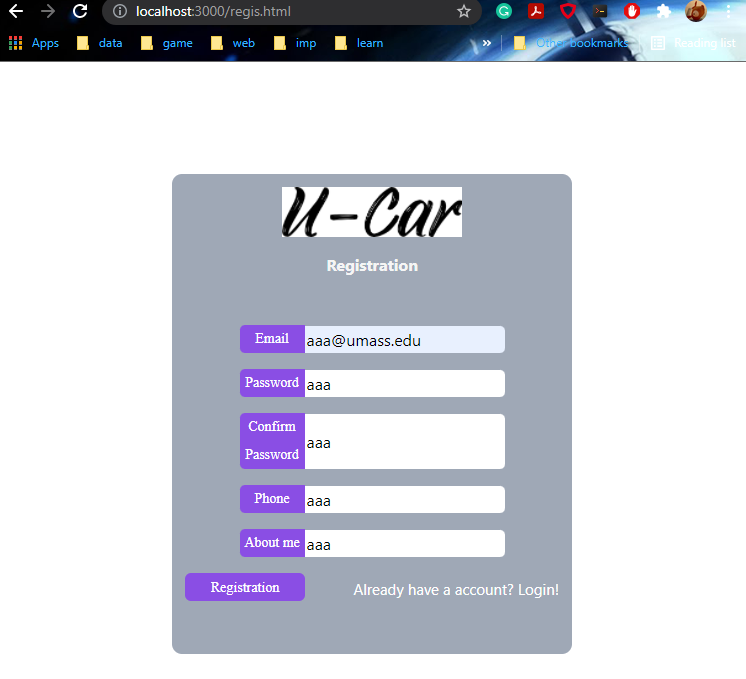 localhost:3000/regis.html
Apps data game web imp learn » Other bookmarks Reading list
U-Car
Registration
Email aaa@umass.edu
Password aaa
Confirm
Password aaa
Phone aaa
About me aaa
Registration Already have a account? Login!